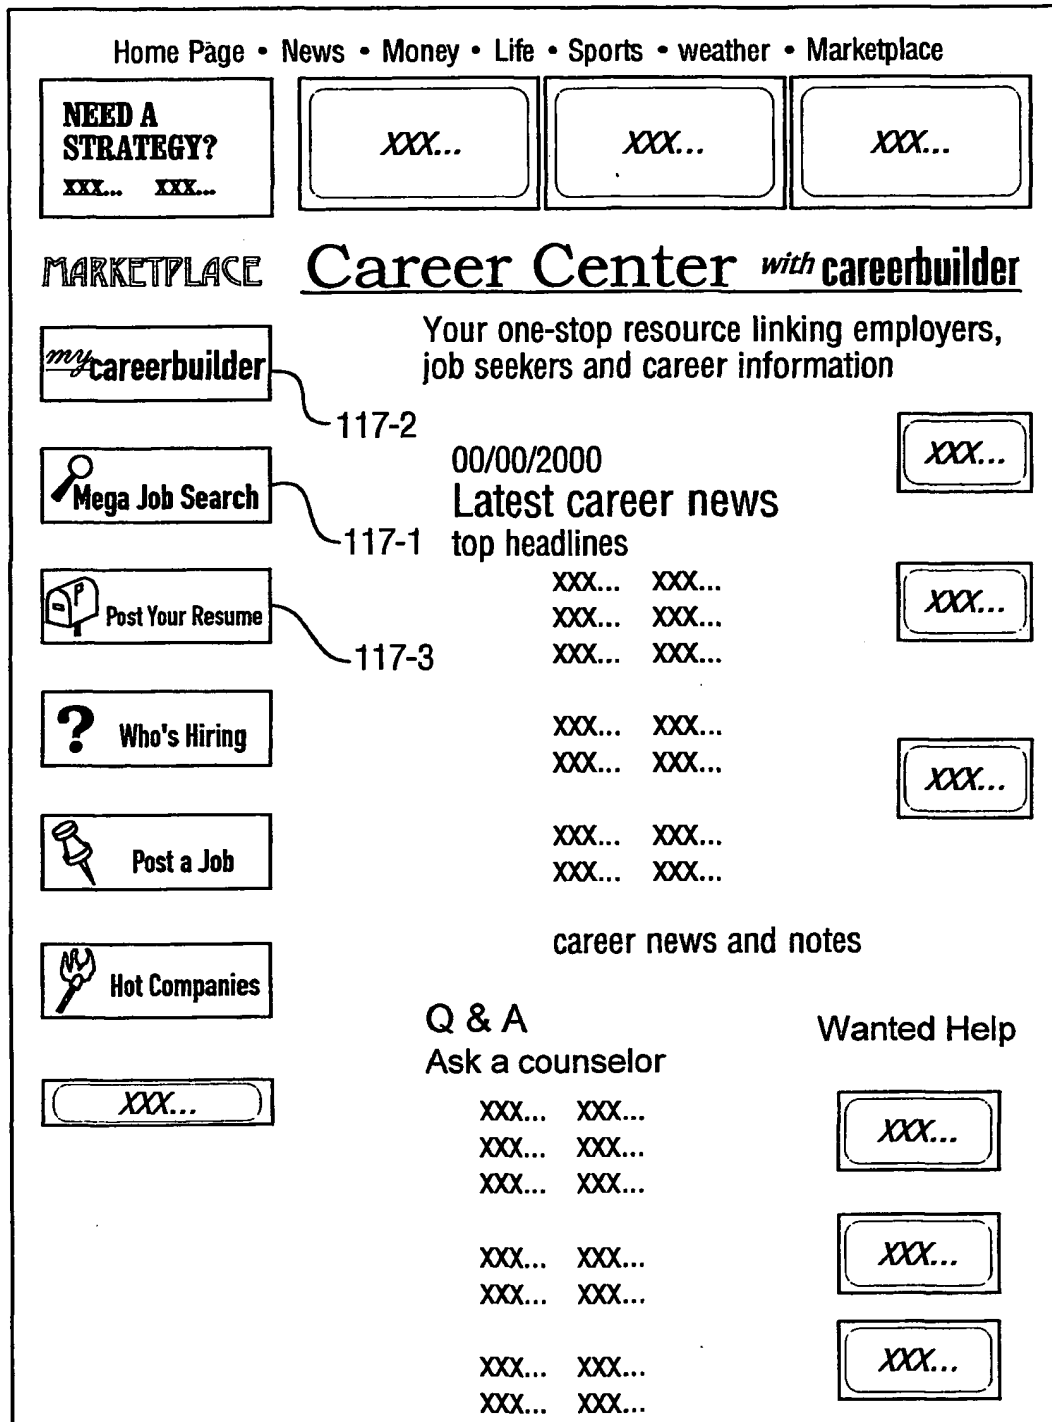 Home Page • News • Money • Life • Sports • weather • Marketplace
NEED A
STRATEGY?
XXX... XXX...
XXX...
XXX...
XXX...
MARKETPLACE
Career Center with careerbuilder
Your one-stop resource linking employers,
job seekers and career information
my careerbuilder
117-2
Mega Job Search
117-1
Post Your Resume
117-3
Who's Hiring
Post a Job
Hot Companies
XXX...
00/00/2000
Latest career news
top headlines
XXX... XXX...
XXX... XXX...
XXX... XXX...
XXX... XXX...
XXX... XXX...
XXX... XXX...
XXX... XXX...
career news and notes
XXX...
XXX...
XXX...
Q & A
Ask a counselor
XXX... XXX...
XXX... XXX...
XXX... XXX...
XXX... XXX...
XXX... XXX...
XXX... XXX...
XXX... XXX...
Wanted Help
XXX...
XXX...
XXX...